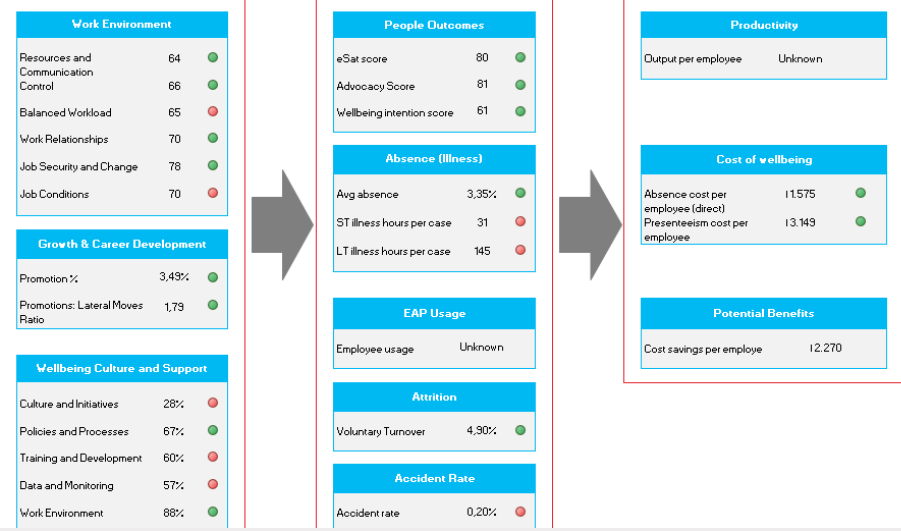 Work Environment
Resources and 64
Communication
Control 66
Balanced Workload 65
Work Relationships 70
Job Security and Change 78
Job Conditions 70
Growth & Career Development
Promotion % 3,49%
Promotions: Lateral Moves 1,79
Ratio
Wellbeing Culture and Support
Culture and Initiatives 28%
Policies and Processes 67%
Training and Development 60%
Data and Monitoring 57%
Work Environment 88%
People Outcomes
eSat score 80
Advocacy Score 81
Wellbeing intention score 61
Absence (Illness)
Avg absence 3,35%
ST illness hours per case 31
LT illness hours per case 145
EAP Usage
Employee usage Unknown
Attrition
Voluntary Turnover 4,90%
Accident Rate
Accident rate 0,20%
Productivity
Output per employee Unknown
Cost of wellbeing
Absence cost per 11.575
employee (direct)
Presenteeism cost per 13.149
employee
Potential Benefits
Cost savings per employe 12.270